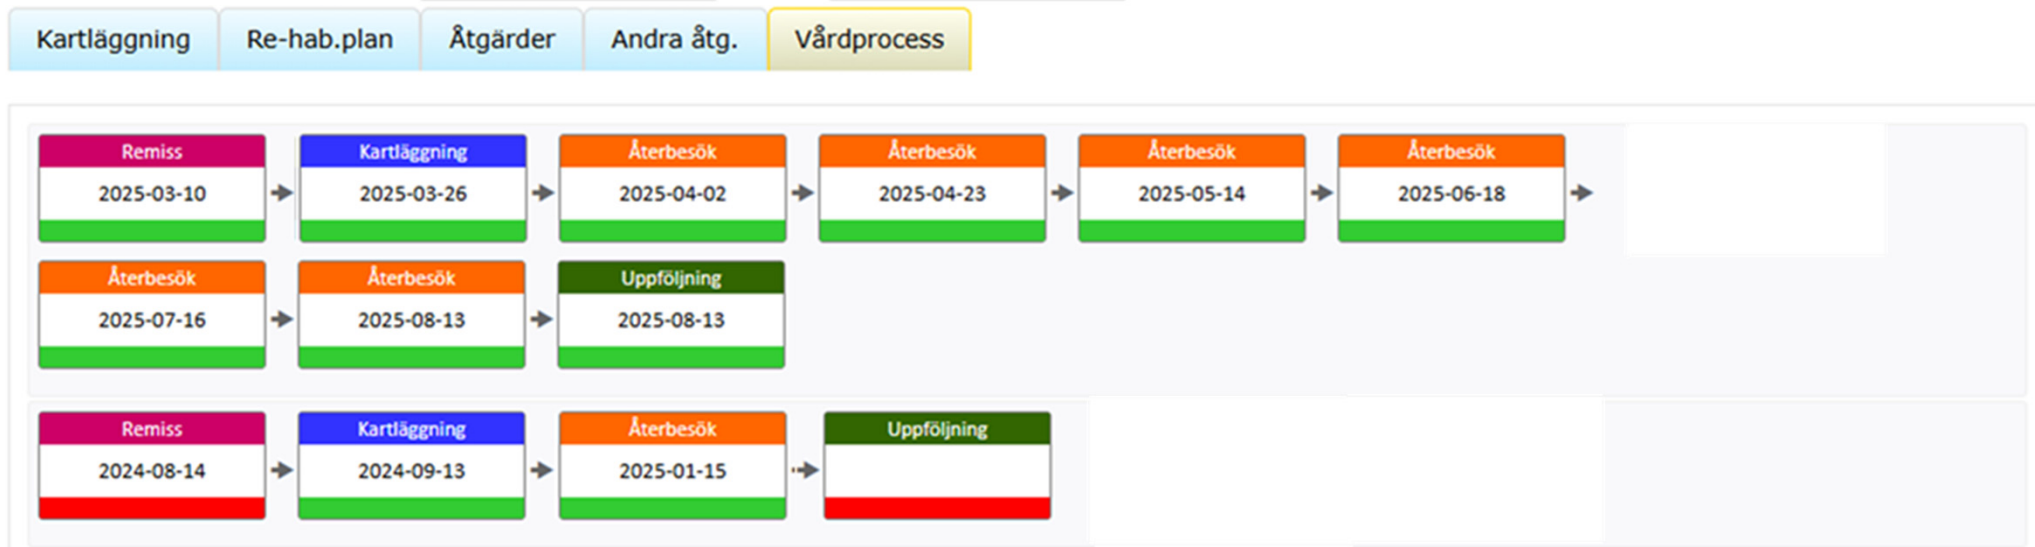 Kartläggning Re-hab.plan Åtgärder Andra åtg. Vårdprocess
Remiss Kartläggning Återbesök Återbesök Återbesök Återbesök
2025-03-10 2025-03-26 2025-04-02 2025-04-23 2025-05-14 2025-06-18
Återbesök Återbesök Uppföljning
2025-07-16 2025-08-13 2025-08-13
Remiss Kartläggning Återbesök Uppföljning
2024-08-14 2024-09-13 2025-01-15